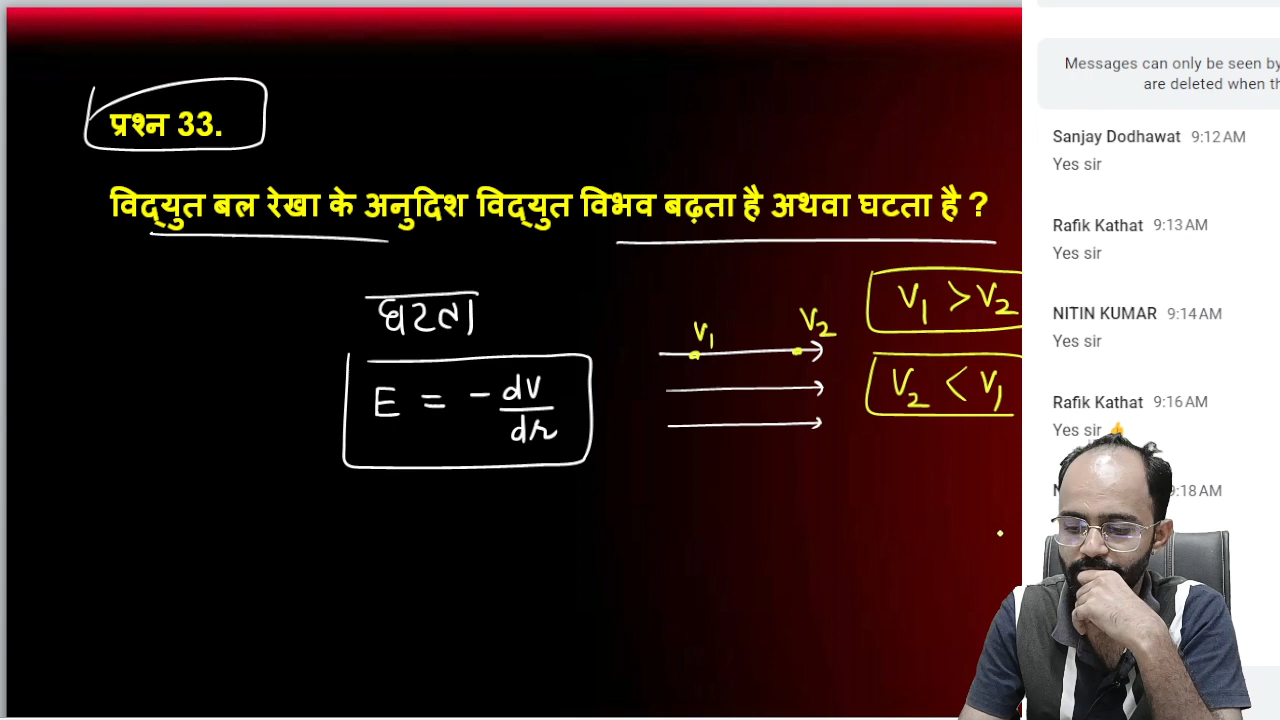 प्रश्न 33.
विद्युत बल रेखा के अनुदिश विद्युत विभव बढ़ता है अथवा घटता है ?
घटता
E = - dV/dr
V₁
V₂
V₁ > V₂
V₂ < V₁
Messages can only be seen by
are deleted when th
Sanjay Dodhawat 9:12 AM
Yes sir
Rafik Kathat 9:13 AM
Yes sir
NITIN KUMAR 9:14 AM
Yes sir
Rafik Kathat 9:16 AM
Yes sir
9:18 AM